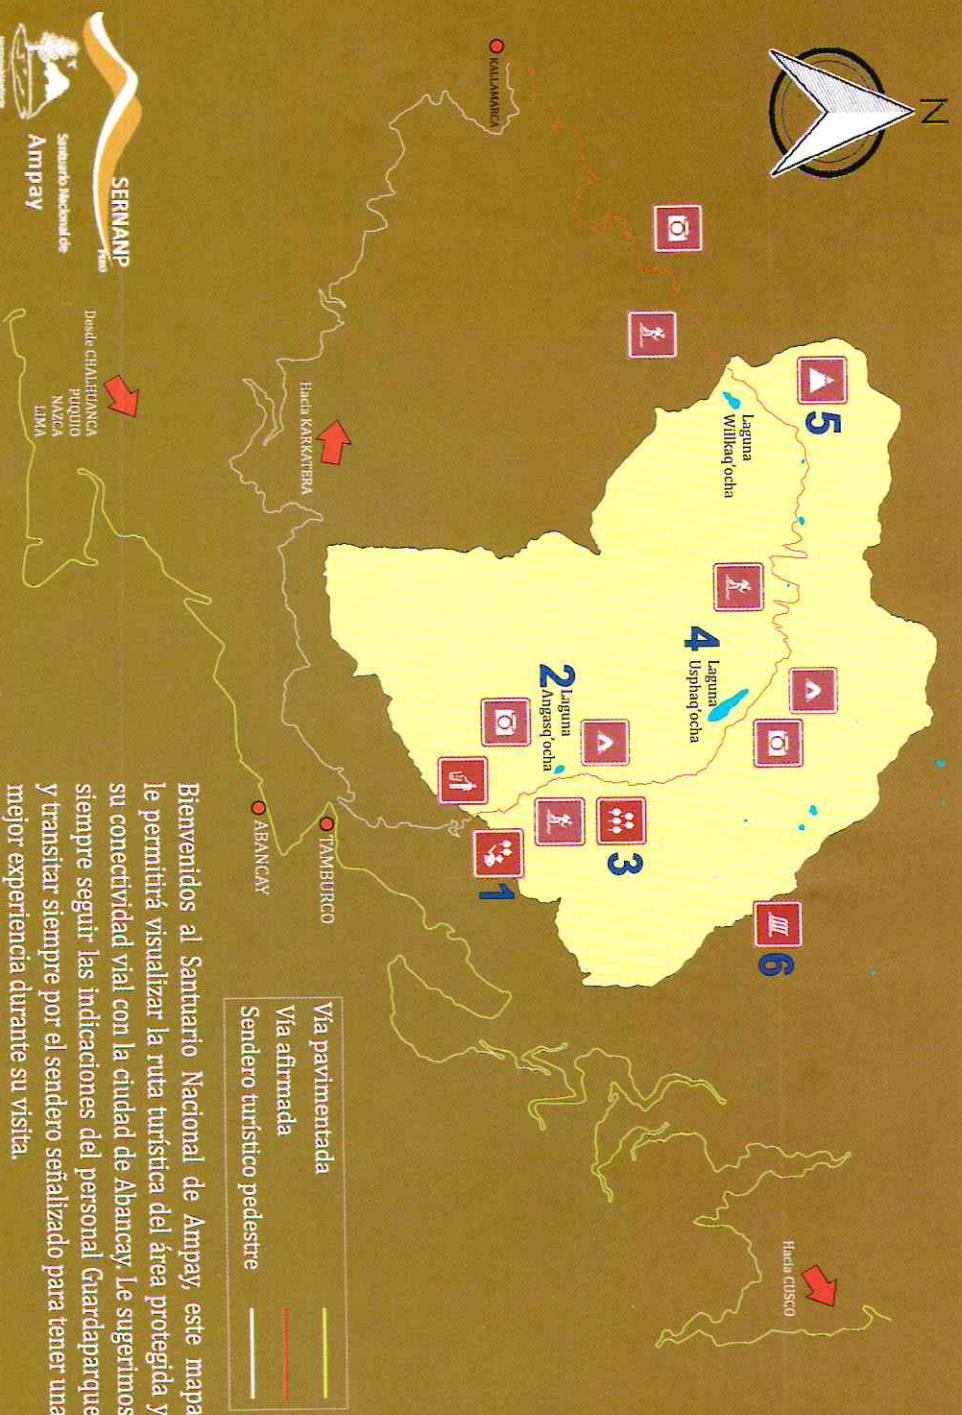 N
KALLAMARCA
5
Laguna
Willkaq'ocha
4
Laguna
Usphaq'ocha
2
Laguna
Angasq'ocha
3
1
6
Hacia KARKATERA
Hacia CUSCO
TAMBURCO
ABANCAY
SERNANP
PERÚ
Santuario Nacional de
Ampay
Desde CHALHUANCA
PUQUIO
NAZCA
LIMA
Vía pavimentada
Vía afirmada
Sendero turístico pedestre
Bienvenidos al Santuario Nacional de Ampay, este mapa
le permitirá visualizar la ruta turística del área protegida y
su conectividad vial con la ciudad de Abancay. Le sugerimos
siempre seguir las indicaciones del personal Guardaparque
y transitar siempre por el sendero señalizado para tener una
mejor experiencia durante su visita.